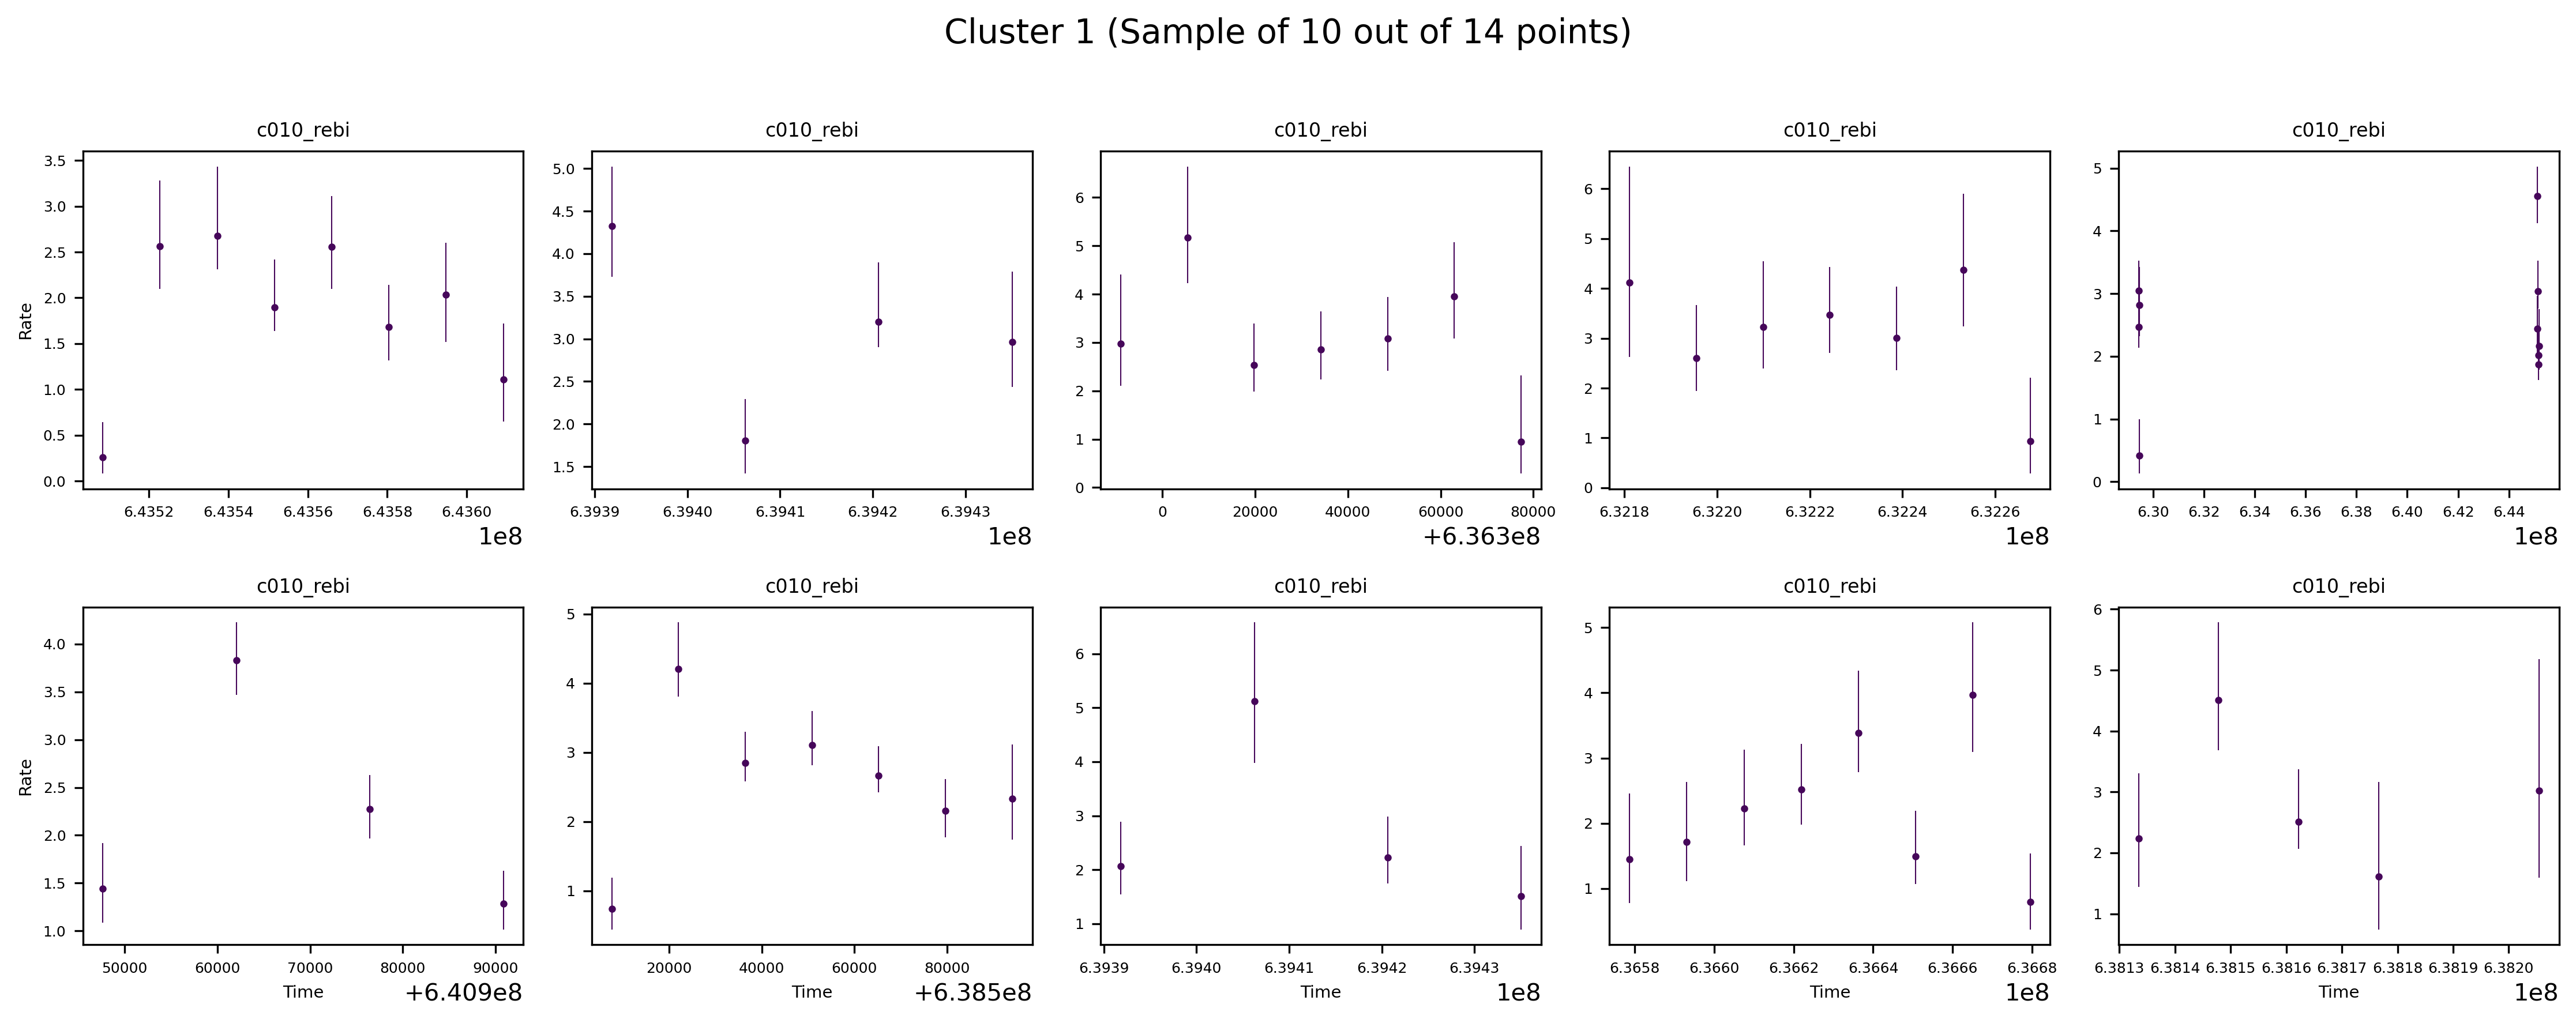 Cluster 1 (Sample of 10 out of 14 points)
c010_rebi c010_rebi c010_rebi c010_rebi c010_rebi
Rate
3.5 3.0 2.5 2.0 1.5 1.0 0.5 0.0
6.4352 6.4354 6.4356 6.4358 6.4360
1e8
5.0 4.5 4.0 3.5 3.0 2.5 2.0 1.5
6.3939 6.3940 6.3941 6.3942 6.3943
1e8
6 5 4 3 2 1 0
0 20000 40000 60000 80000
+6.363e8
6 5 4 3 2 1 0
6.3218 6.3220 6.3222 6.3224 6.3226
1e8
5 4 3 2 1 0
6.30 6.32 6.34 6.36 6.38 6.40 6.42 6.44
1e8
c010_rebi c010_rebi c010_rebi c010_rebi c010_rebi
Rate
4.0 3.5 3.0 2.5 2.0 1.5 1.0
50000 60000 70000 80000 90000
Time +6.409e8
5 4 3 2 1
20000 40000 60000 80000
Time +6.385e8
6 5 4 3 2 1
6.3939 6.3940 6.3941 6.3942 6.3943
Time 1e8
5 4 3 2 1
6.3658 6.3660 6.3662 6.3664 6.3666 6.3668
Time 1e8
6 5 4 3 2 1
6.3813 6.3814 6.3815 6.3816 6.3817 6.3818 6.3819 6.3820
Time 1e8